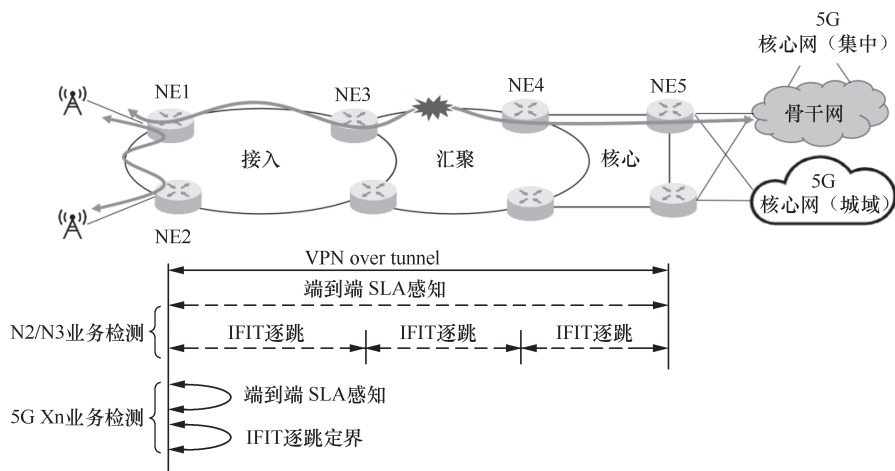 5G
核心网（集中）
NE1
NE3
NE4
NE5
骨干网
接入
汇聚
核心
5G
核心网（城域）
NE2
VPN over tunnel
端到端 SLA感知
N2/N3业务检测
IFIT逐跳
IFIT逐跳
IFIT逐跳
5G Xn业务检测
端到端 SLA感知
IFIT逐跳定界